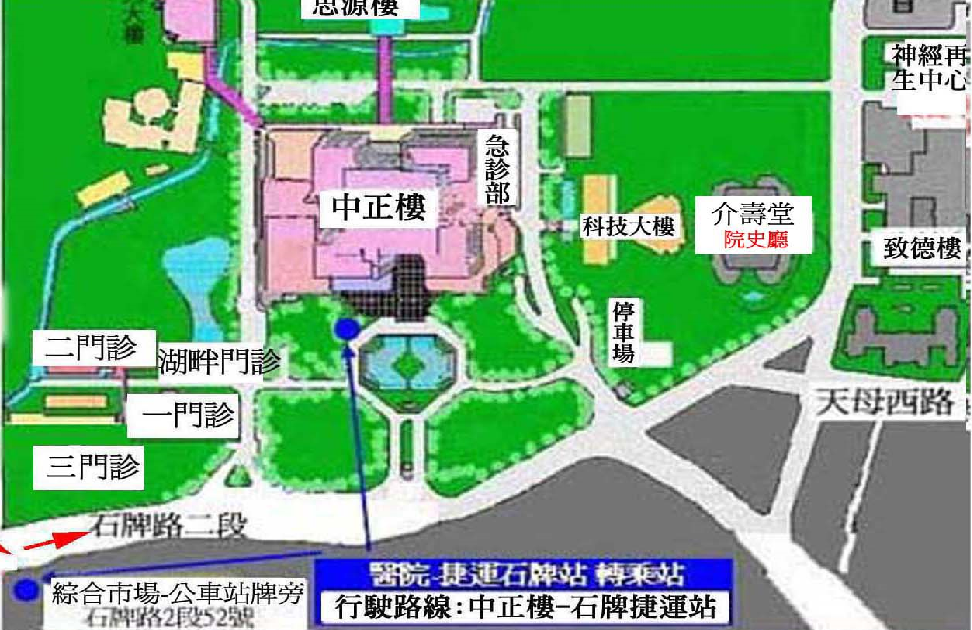 思源樓
大樓
神經再
生中心
急診部
中正樓
科技大樓
介壽堂
院史廳
致德樓
停車場
二門診
湖畔門診
一門診
天母西路
三門診
石牌路二段
醫院-捷運石牌站 轉乘站
綜合市場-公車站牌旁
行駛路線:中正樓-石牌捷運站
石牌路2段52號